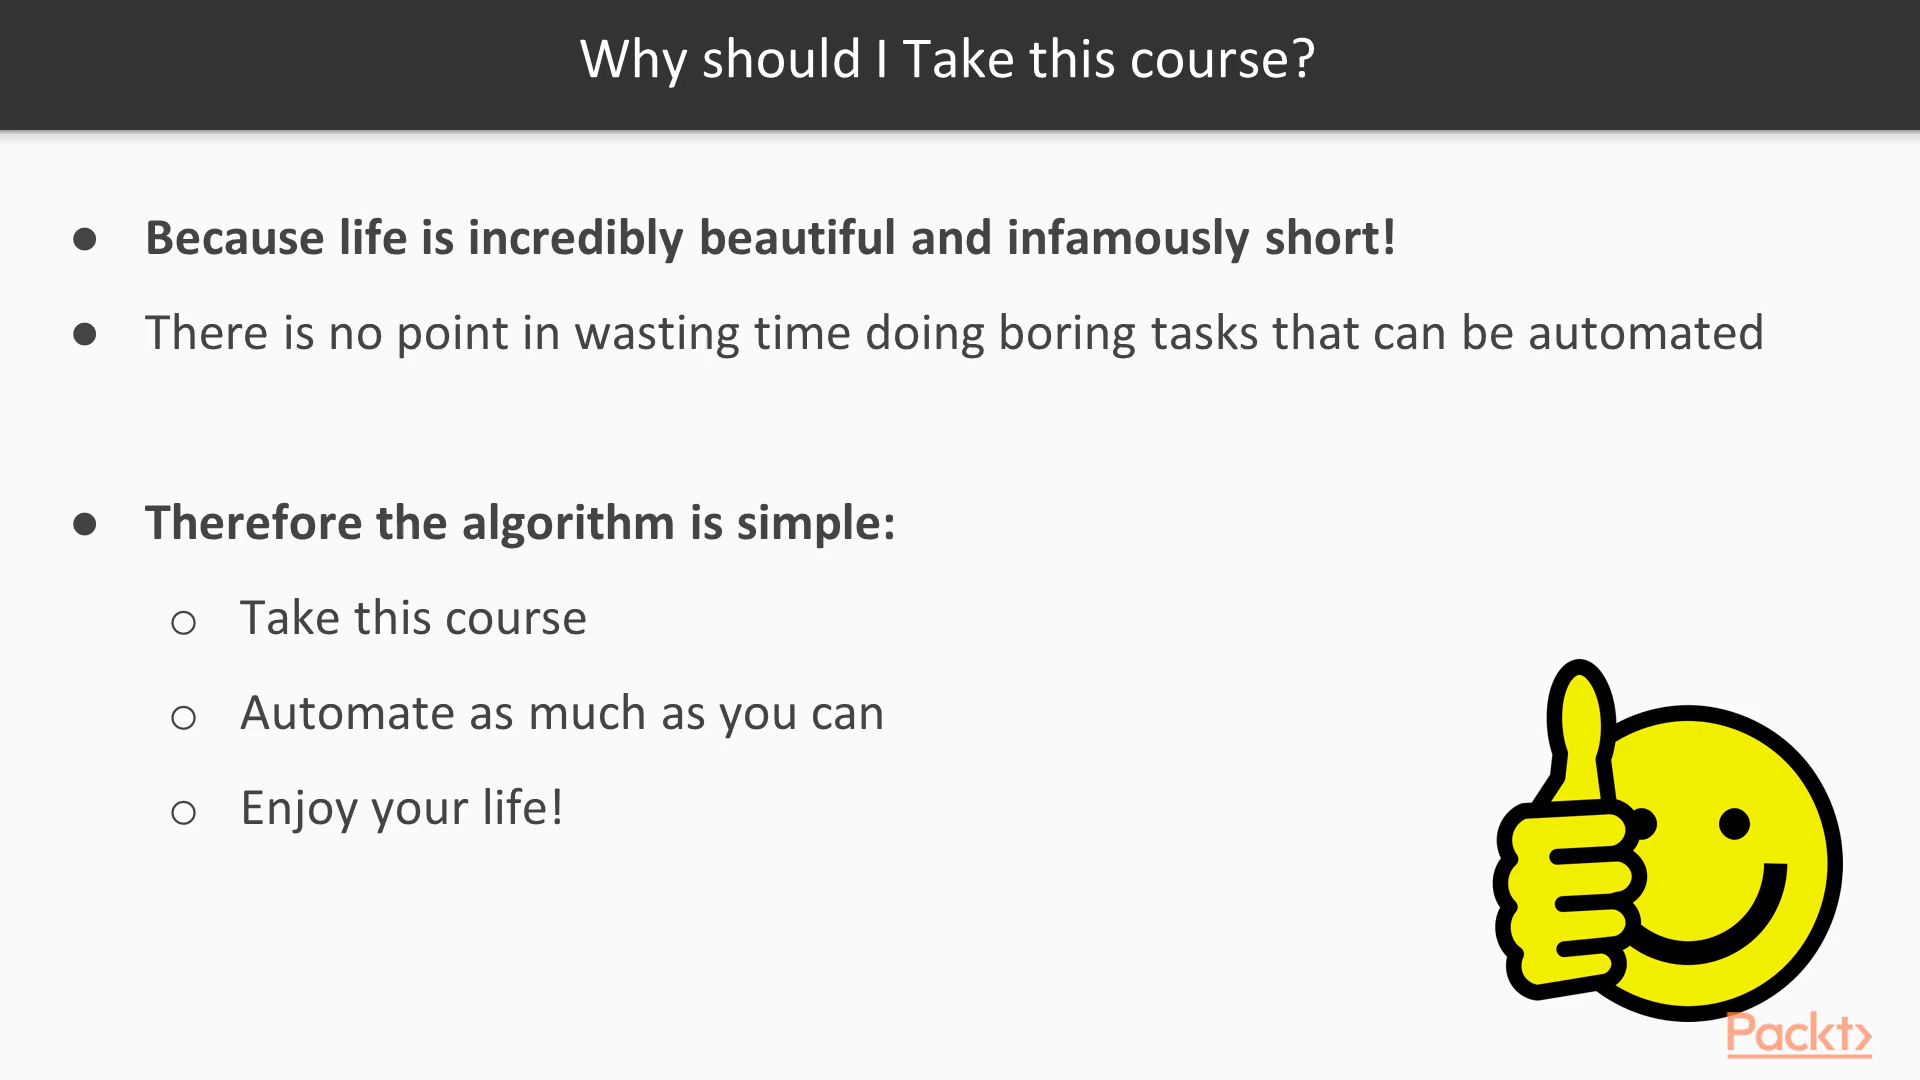 Why should I Take this course?
● Because life is incredibly beautiful and infamously short!
● There is no point in wasting time doing boring tasks that can be automated
● Therefore the algorithm is simple:
○ Take this course
○ Automate as much as you can
○ Enjoy your life!
Packt>